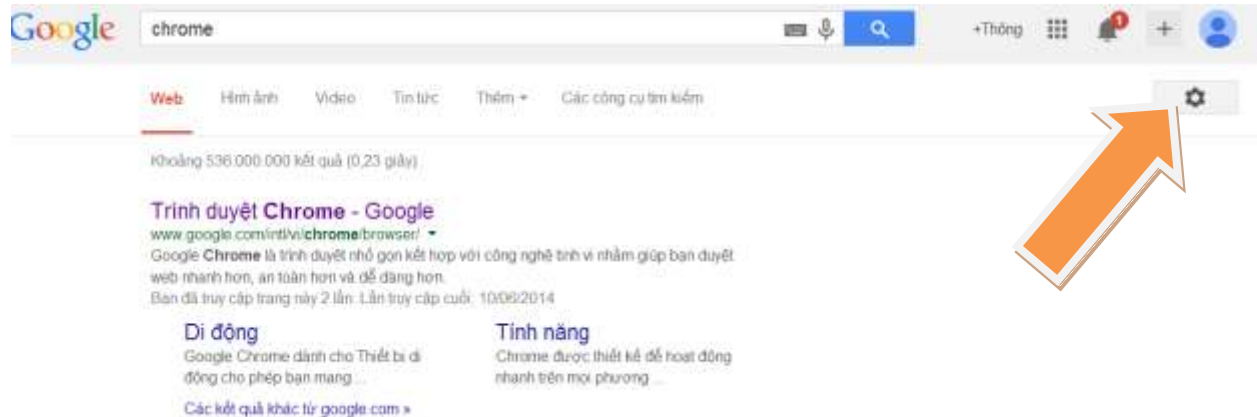 Google
chrome
+Thông
1
+
Web Hình ảnh Video Tin tức Thêm Các công cụ tìm kiếm
Khoảng 536.000.000 kết quả (0,23 giây)
Trình duyệt Chrome - Google
www.google.com/intl/vi/chrome/browser/
Google Chrome là trình duyệt nhỏ gọn kết hợp với công nghệ tinh vi nhằm giúp bạn duyệt
web nhanh hơn, an toàn hơn và dễ dàng hơn.
Bạn đã truy cập trang này 2 lần. Lần truy cập cuối: 10/06/2014
Di động
Google Chrome dành cho Thiết bị di
động cho phép bạn mang ...
Tính năng
Chrome được thiết kế để hoạt động
nhanh trên mọi phương ...
Các kết quả khác từ google.com »